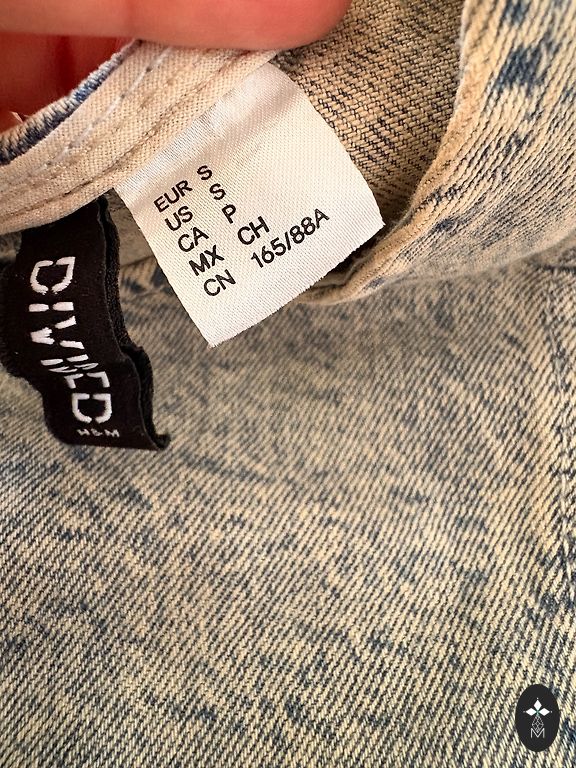 EUR S
US S
CA P
MX CH
CN 165/88A
DIVIDED
H&M
M